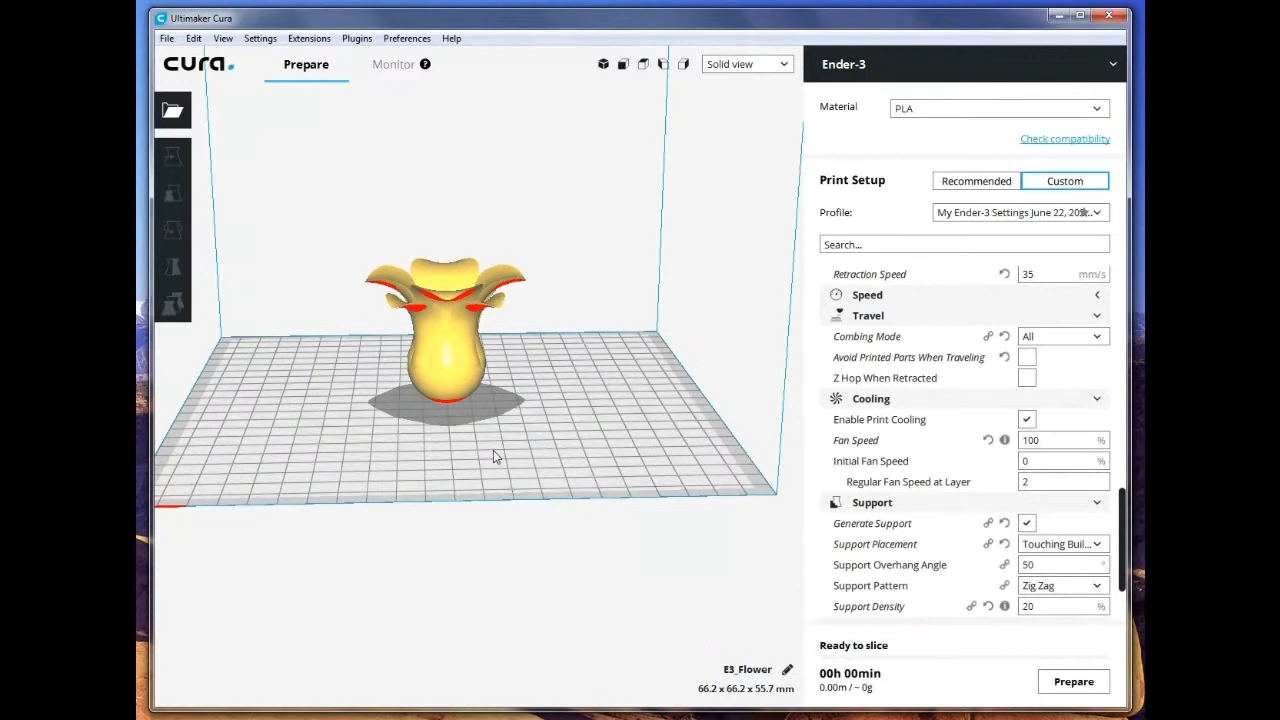 Ultimaker Cura
File Edit View Settings Extensions Plugins Preferences Help
cura. Prepare Monitor ? Solid view Ender-3
Material PLA
Check compatibility
Print Setup Recommended Custom
Profile: My Ender-3 Settings June 22, 20...
Search...
Retraction Speed 35 mm/s
Speed
Travel
Combing Mode All
Avoid Printed Parts When Traveling
Z Hop When Retracted
Cooling
Enable Print Cooling
Fan Speed 100 %
Initial Fan Speed 0 %
Regular Fan Speed at Layer 2
Support
Generate Support
Support Placement Touching Buil...
Support Overhang Angle 50 °
Support Pattern Zig Zag
Support Density 20 %
Ready to slice
E3_Flower
66.2 x 66.2 x 55.7 mm
00h 00min
0.00m / ~ 0g
Prepare